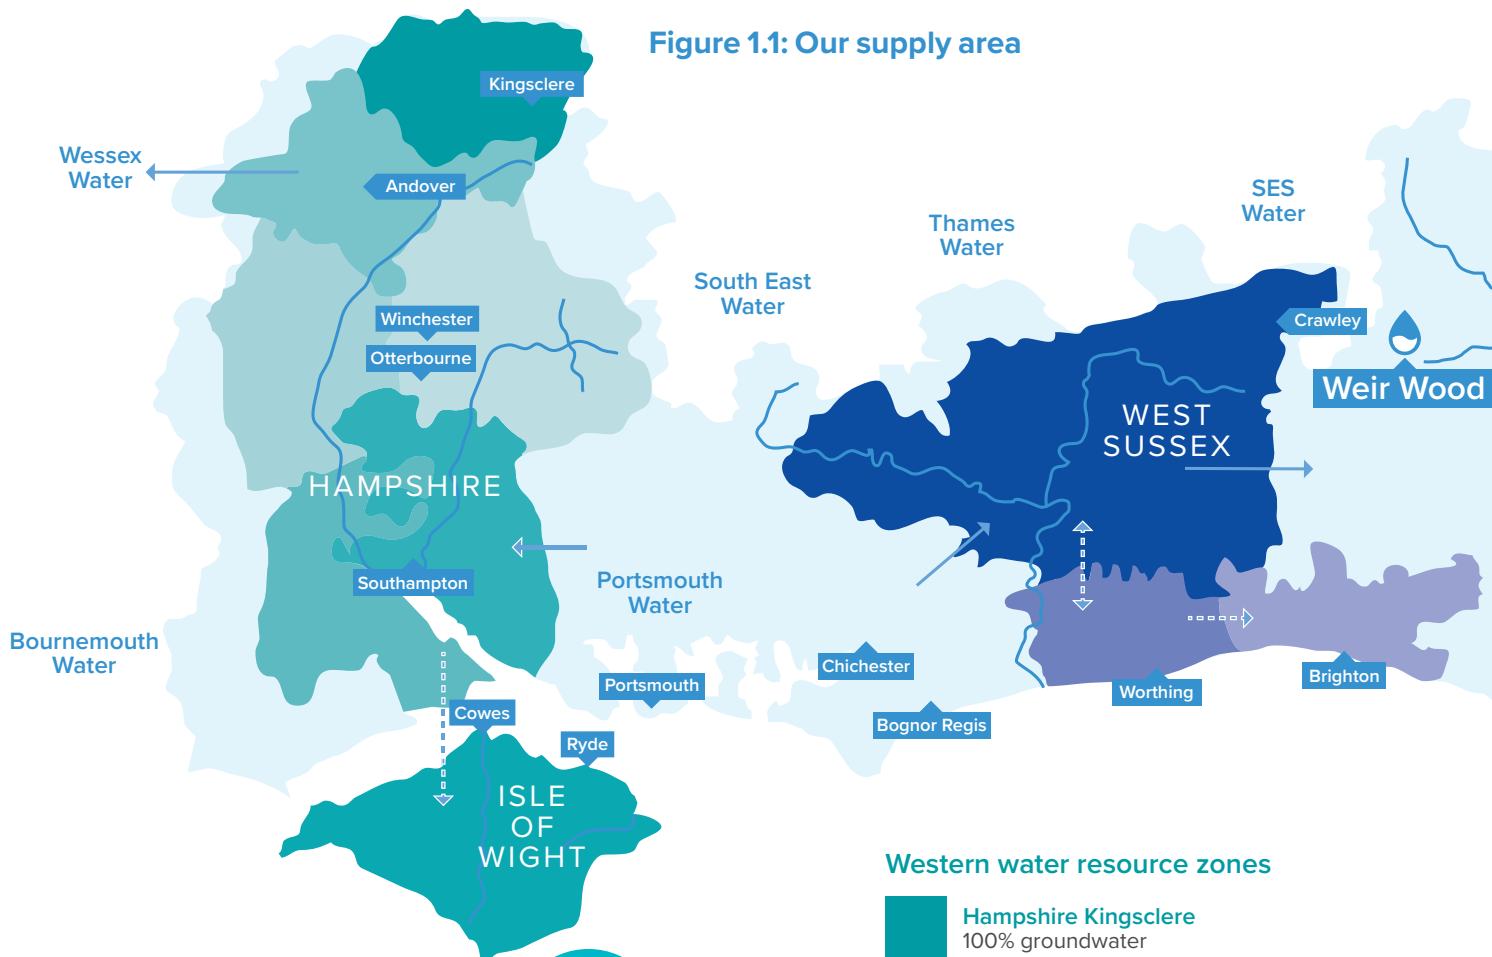 Figure 1.1: Our supply area
Kingsclere
Wessex
Water
Andover
SES
Water
Thames
Water
South East
Water
Winchester
Crawley
Otterbourne
Weir Wood
WEST
SUSSEX
HAMPSHIRE
Southampton
Portsmouth
Water
Bournemouth
Water
Chichester
Portsmouth
Brighton
Worthing
Cowes
Bognor Regis
Ryde
ISLE
OF
WIGHT
Western water resource zones
Hampshire Kingsclere
100% groundwater